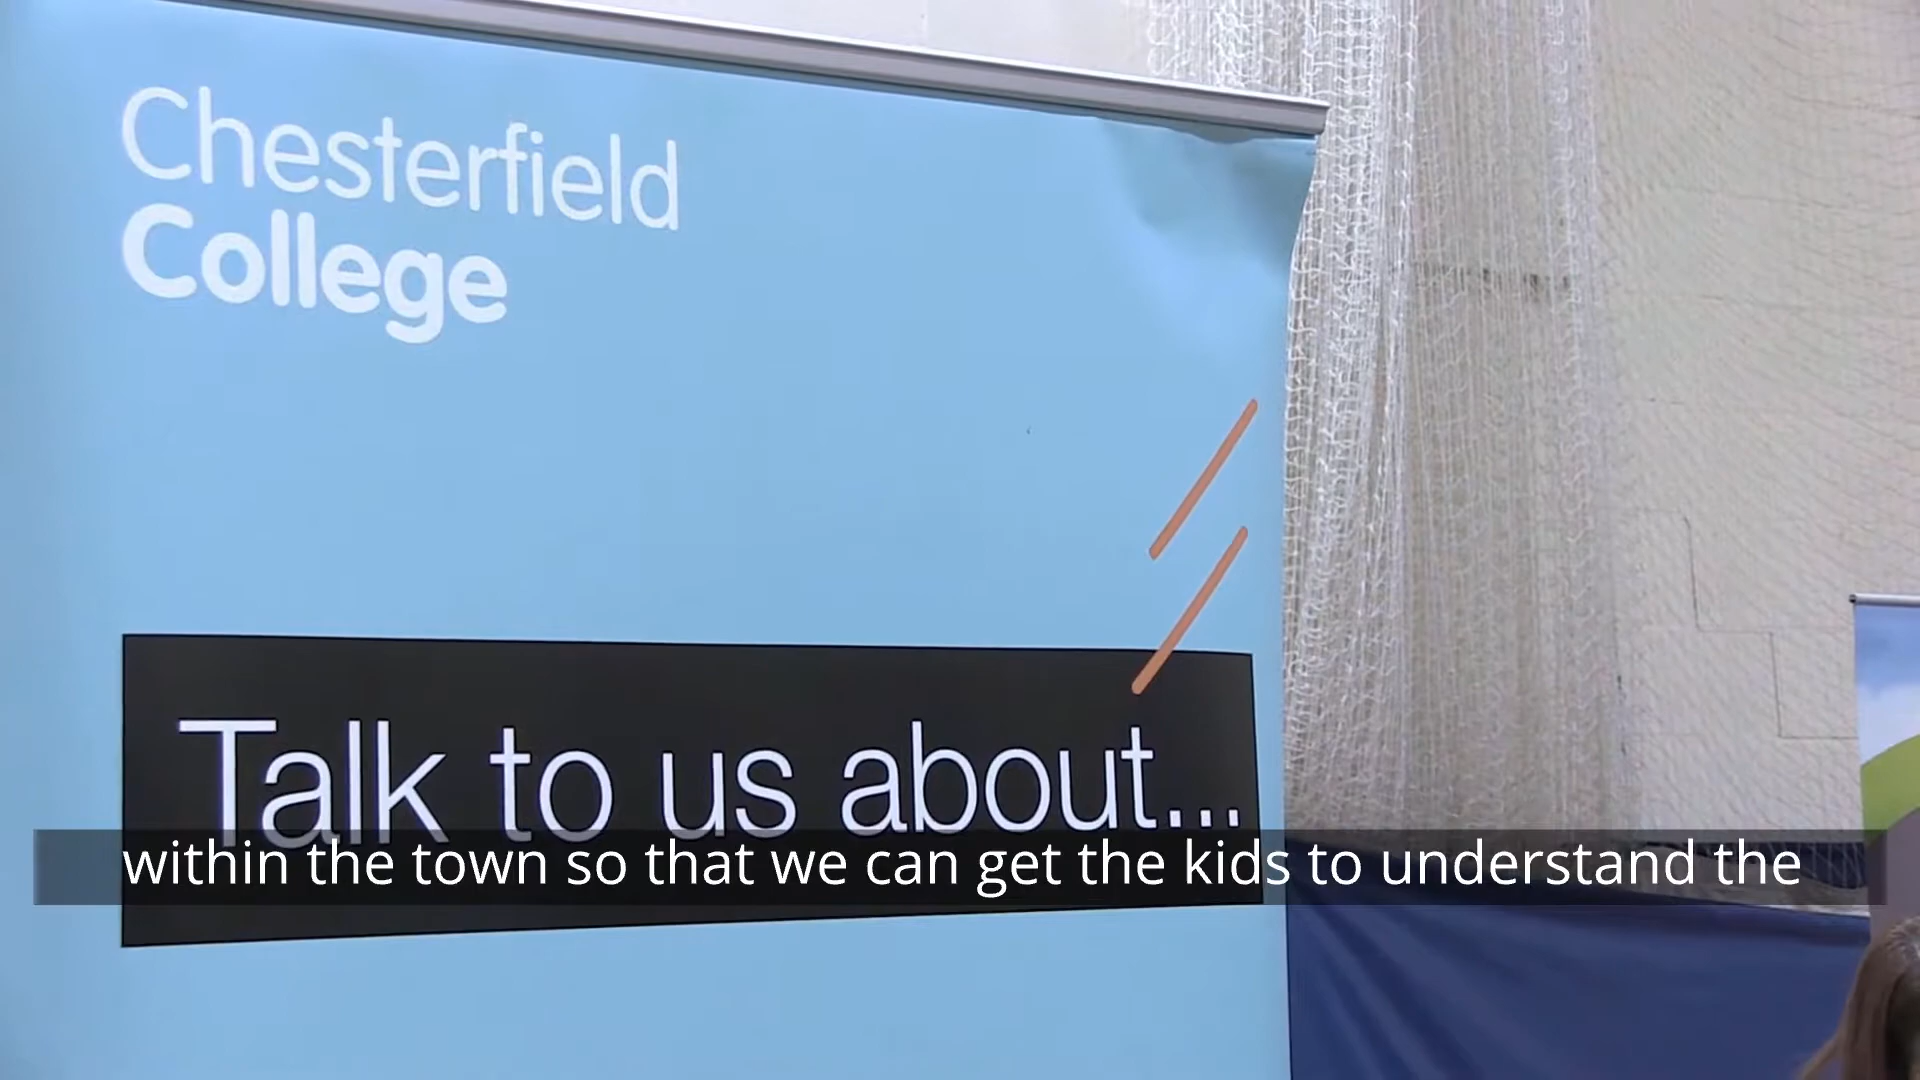 Chesterfield
College
Talk to us about...
within the town so that we can get the kids to understand the